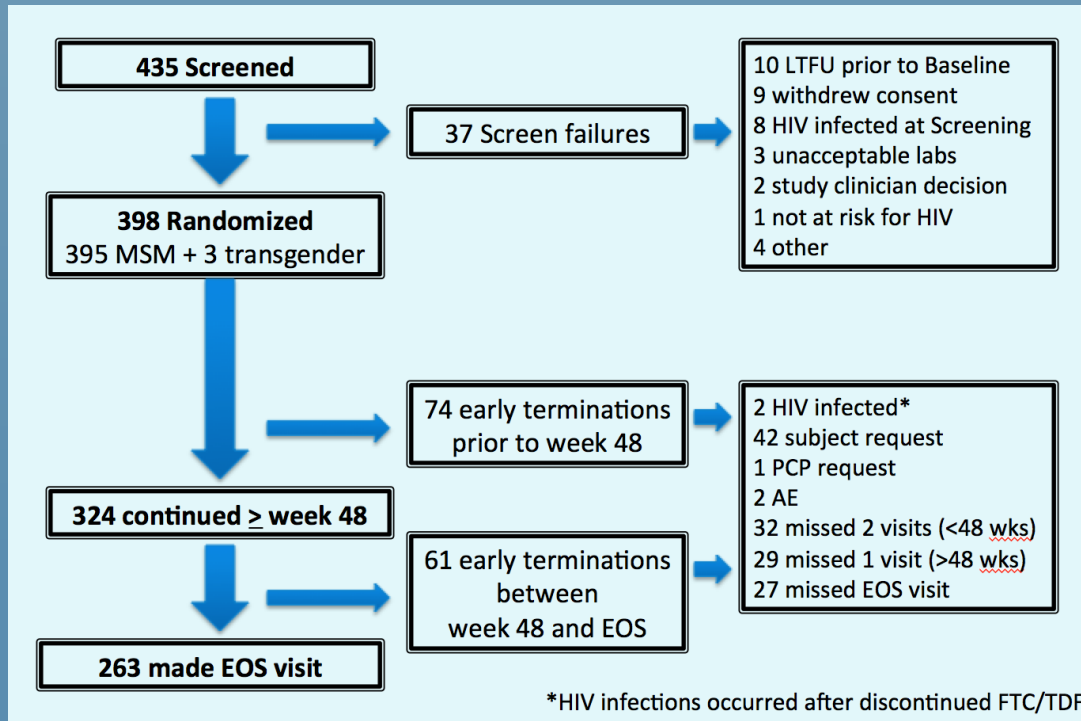 435 Screened
37 Screen failures
10 LTFU prior to Baseline
9 withdrew consent
8 HIV infected at Screening
3 unacceptable labs
2 study clinician decision
1 not at risk for HIV
4 other
398 Randomized
395 MSM + 3 transgender
74 early terminations
prior to week 48
2 HIV infected*
42 subject request
1 PCP request
2 AE
32 missed 2 visits (<48 wks)
29 missed 1 visit (>48 wks)
27 missed EOS visit
324 continued ≥ week 48
61 early terminations
between
week 48 and EOS
263 made EOS visit
*HIV infections occurred after discontinued FTC/TDF